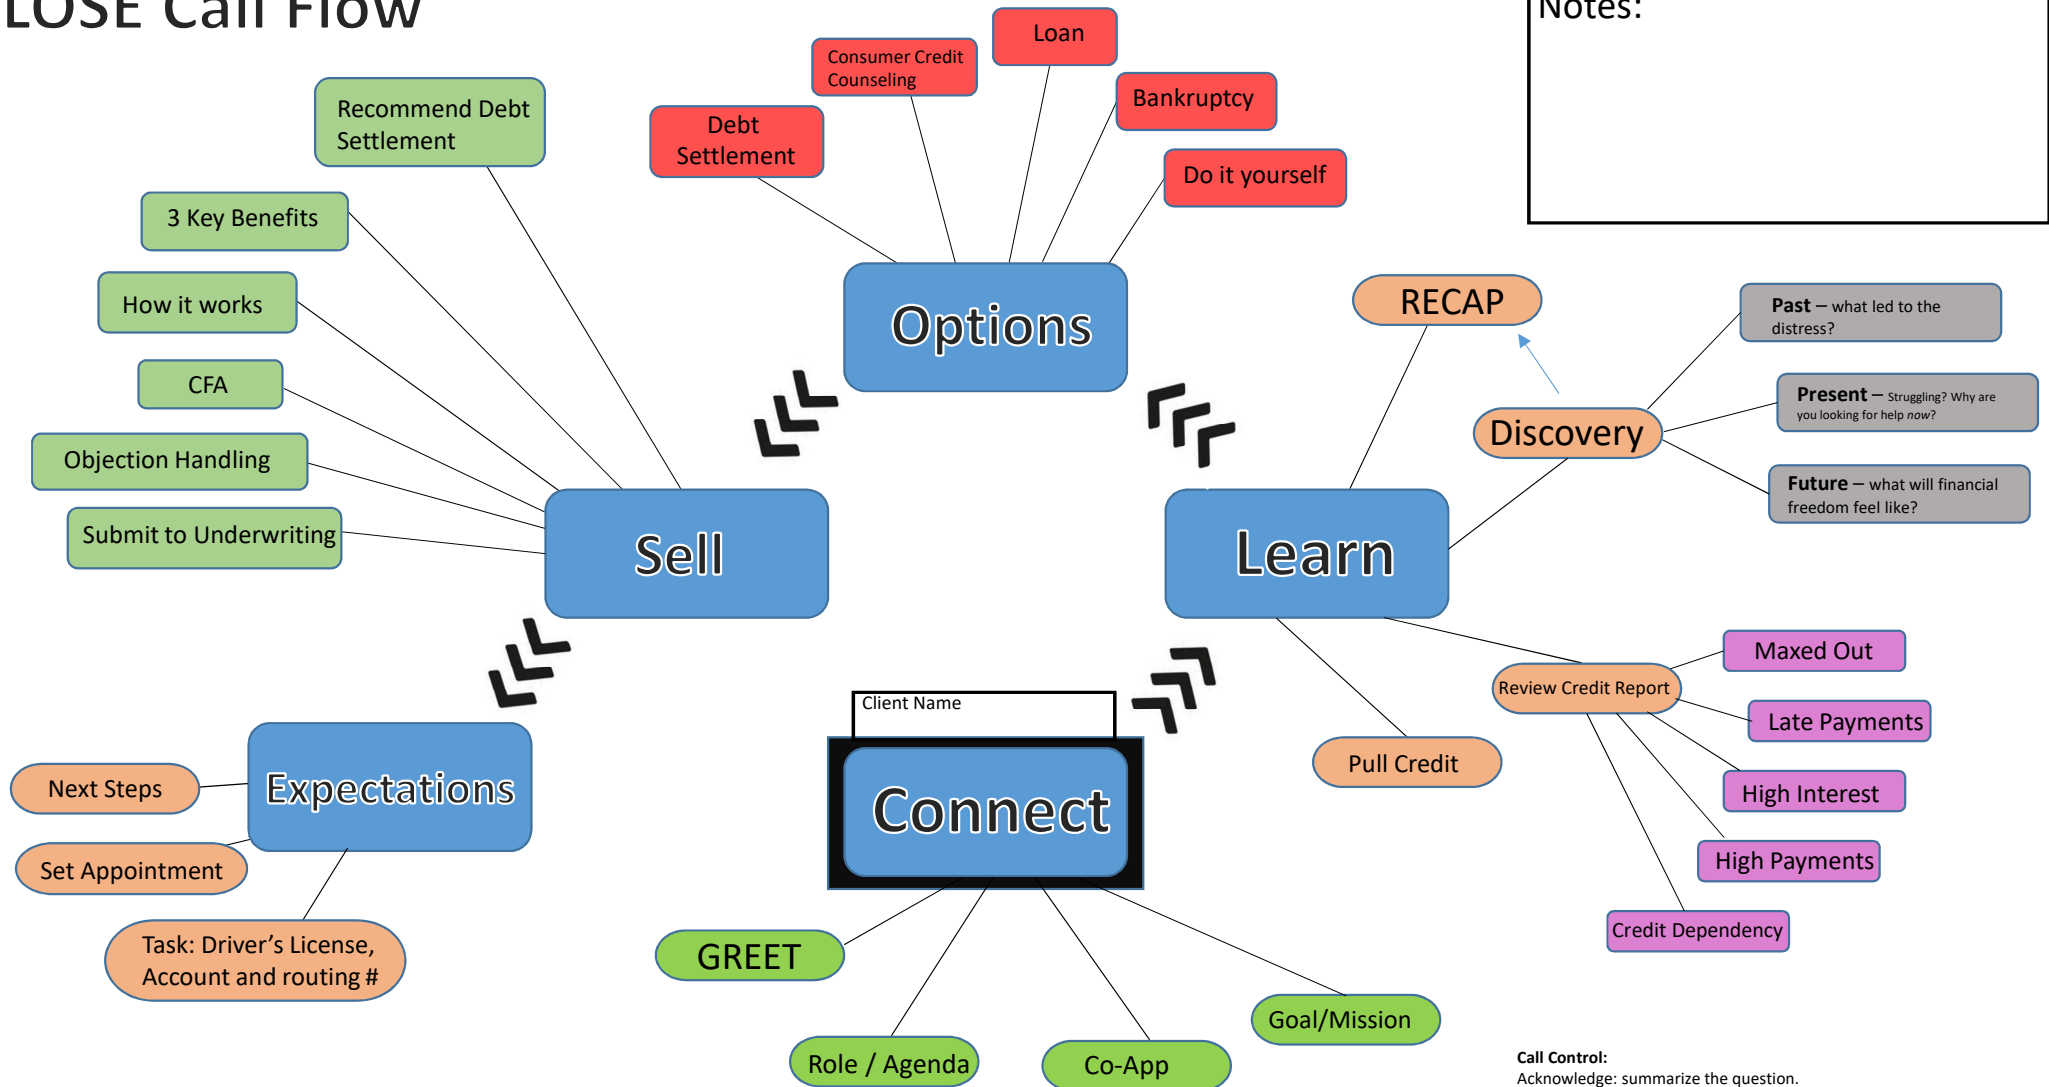 LOSE Call Flow
Notes:
Loan
Consumer Credit
Counseling
Bankruptcy
Debt
Settlement
Do it yourself
Recommend Debt
Settlement
3 Key Benefits
How it works
CFA
Objection Handling
Submit to Underwriting
Options
RECAP
Discovery
Past – what led to the
distress?
Present – Struggling? Why are
you looking for help now?
Future – what will financial
freedom feel like?
Sell
Learn
Maxed Out
Review Credit Report
Late Payments
High Interest
High Payments
Credit Dependency
Pull Credit
Client Name
Connect
Expectations
Next Steps
Set Appointment
Task: Driver’s License,
Account and routing #
GREET
Role / Agenda
Co-App
Goal/Mission
Call Control:
Acknowledge: summarize the question.